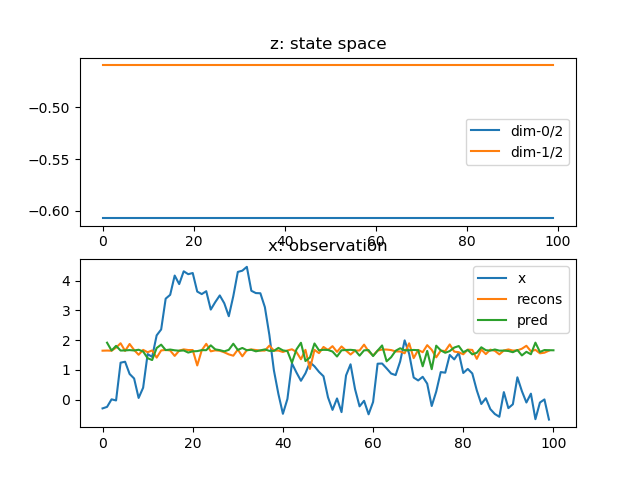 z: state space
−0.50
−0.55
−0.60
dim-0/2
dim-1/2
0 20 40 60 80 100
x: observation
4
3
2
1
0
x
recons
pred
0 20 40 60 80 100